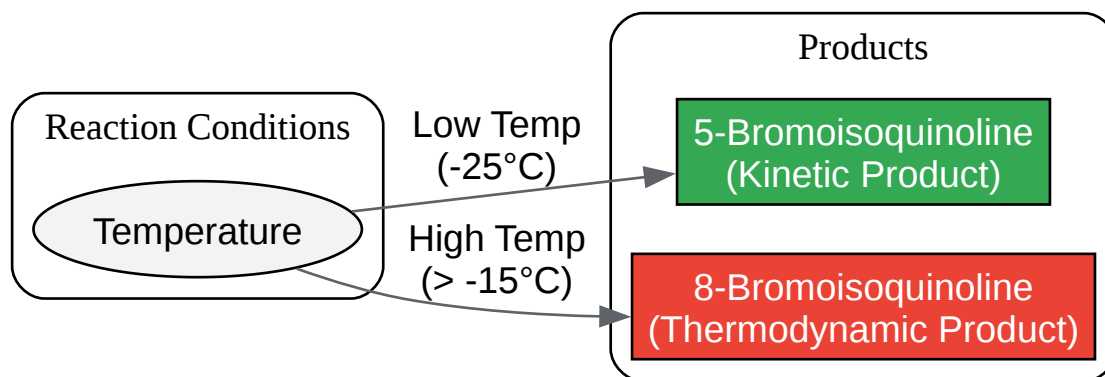 Products
Reaction Conditions
Low Temp
(-25°C)
5-Bromoisoquinoline
(Kinetic Product)
Temperature
High Temp
(> -15°C)
8-Bromoisoquinoline
(Thermodynamic Product)